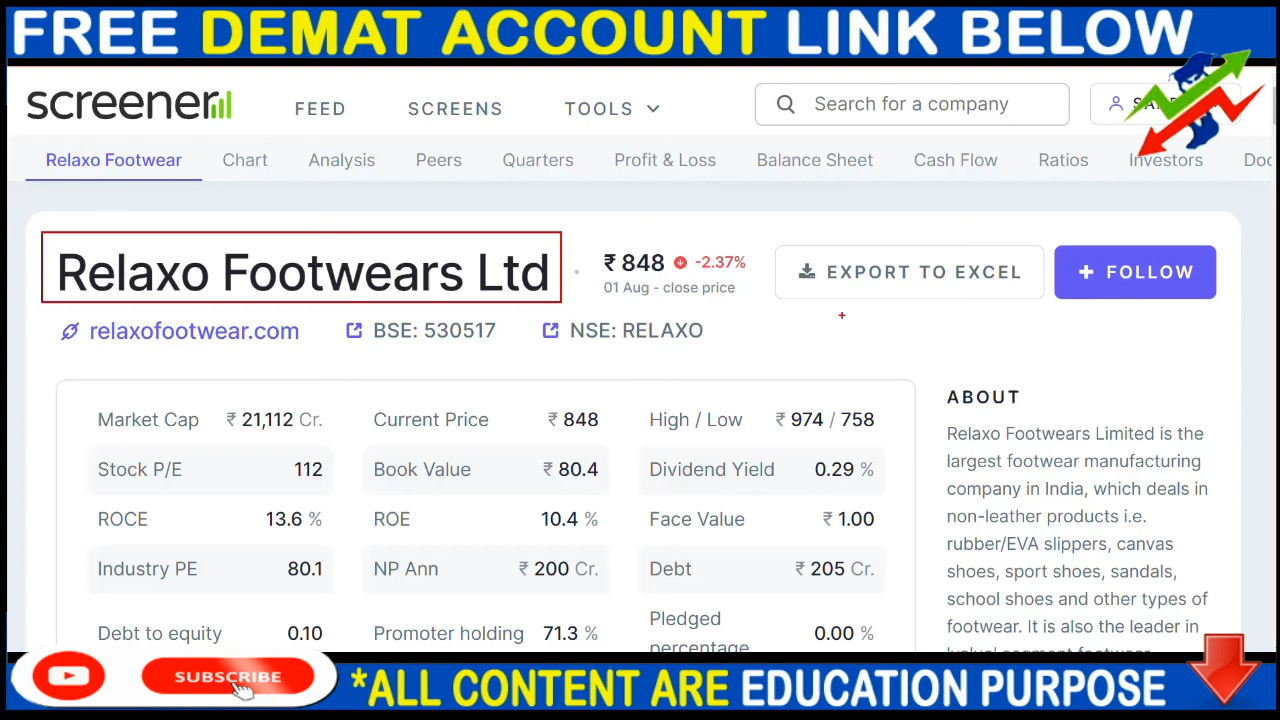 FREE DEMAT ACCOUNT LINK BELOW
screener FEED SCREENS TOOLS Search for a company
Relaxo Footwear Chart Analysis Peers Quarters Profit & Loss Balance Sheet Cash Flow Ratios Investors
Relaxo Footwears Ltd ₹ 848 -2.37% EXPORT TO EXCEL + FOLLOW
01 Aug - close price
relaxofootwear.com BSE: 530517 NSE: RELAXO
Market Cap ₹ 21,112 Cr. Current Price ₹ 848 High / Low ₹ 974 / 758
Stock P/E 112 Book Value ₹ 80.4 Dividend Yield 0.29 %
ROCE 13.6 % ROE 10.4 % Face Value ₹ 1.00
Industry PE 80.1 NP Ann ₹ 200 Cr. Debt ₹ 205 Cr.
Debt to equity 0.10 Promoter holding 71.3 % Pledged percentage 0.00 %
ABOUT
Relaxo Footwears Limited is the
largest footwear manufacturing
company in India, which deals in
non-leather products i.e.
rubber/EVA slippers, canvas
shoes, sport shoes, sandals,
school shoes and other types of
footwear. It is also the leader in
SUBSCRIBE
*ALL CONTENT ARE EDUCATION PURPOSE